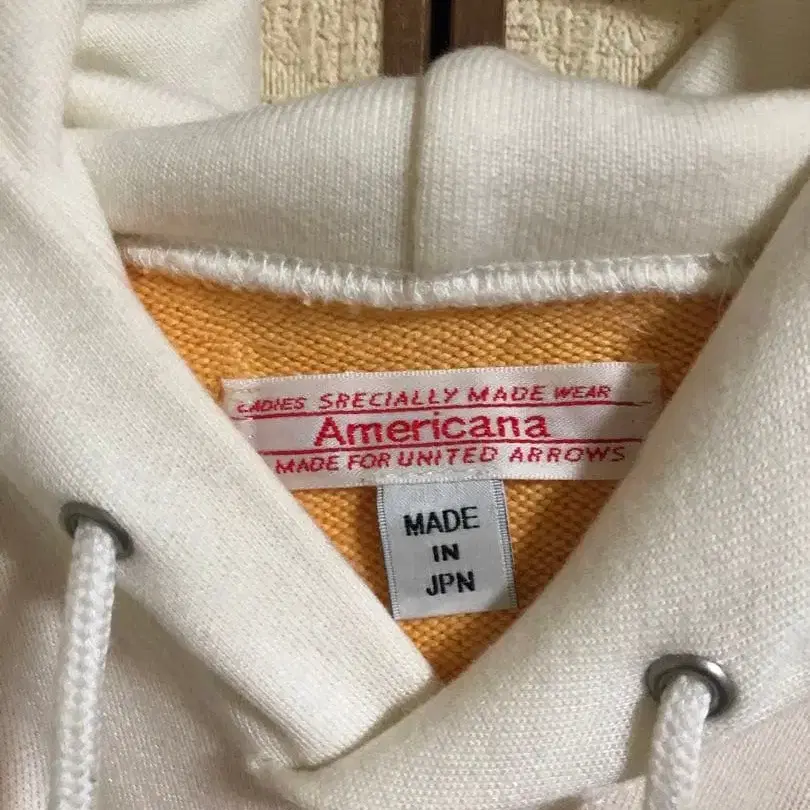 LADIES SPECIALLY MADE WEAR
Americana
MADE FOR UNITED ARROWS
MADE
IN
JPN